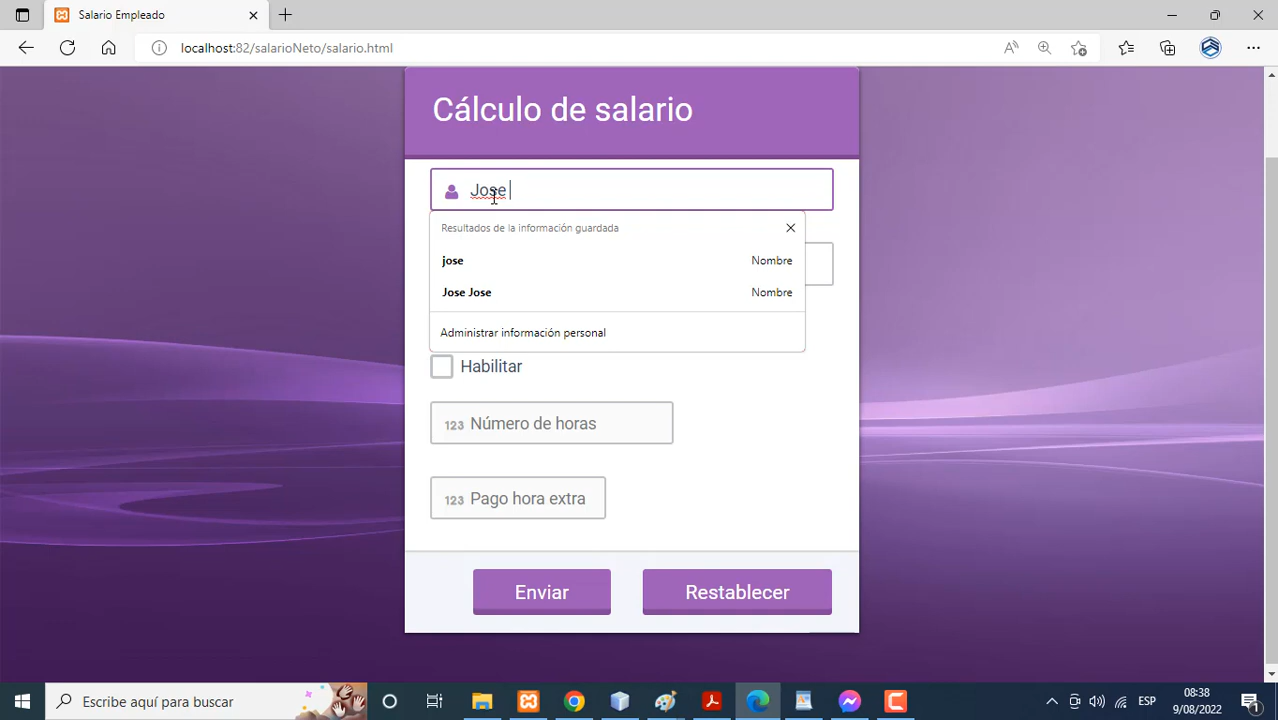 Salario Empleado
localhost:82/salarioNeto/salario.html
Cálculo de salario
Jose
Resultados de la información guardada
jose Nombre
Jose Jose Nombre
Administrar información personal
Habilitar
123 Número de horas
123 Pago hora extra
Enviar Restablecer
Escribe aquí para buscar
ESP
08:38
9/08/2022
1